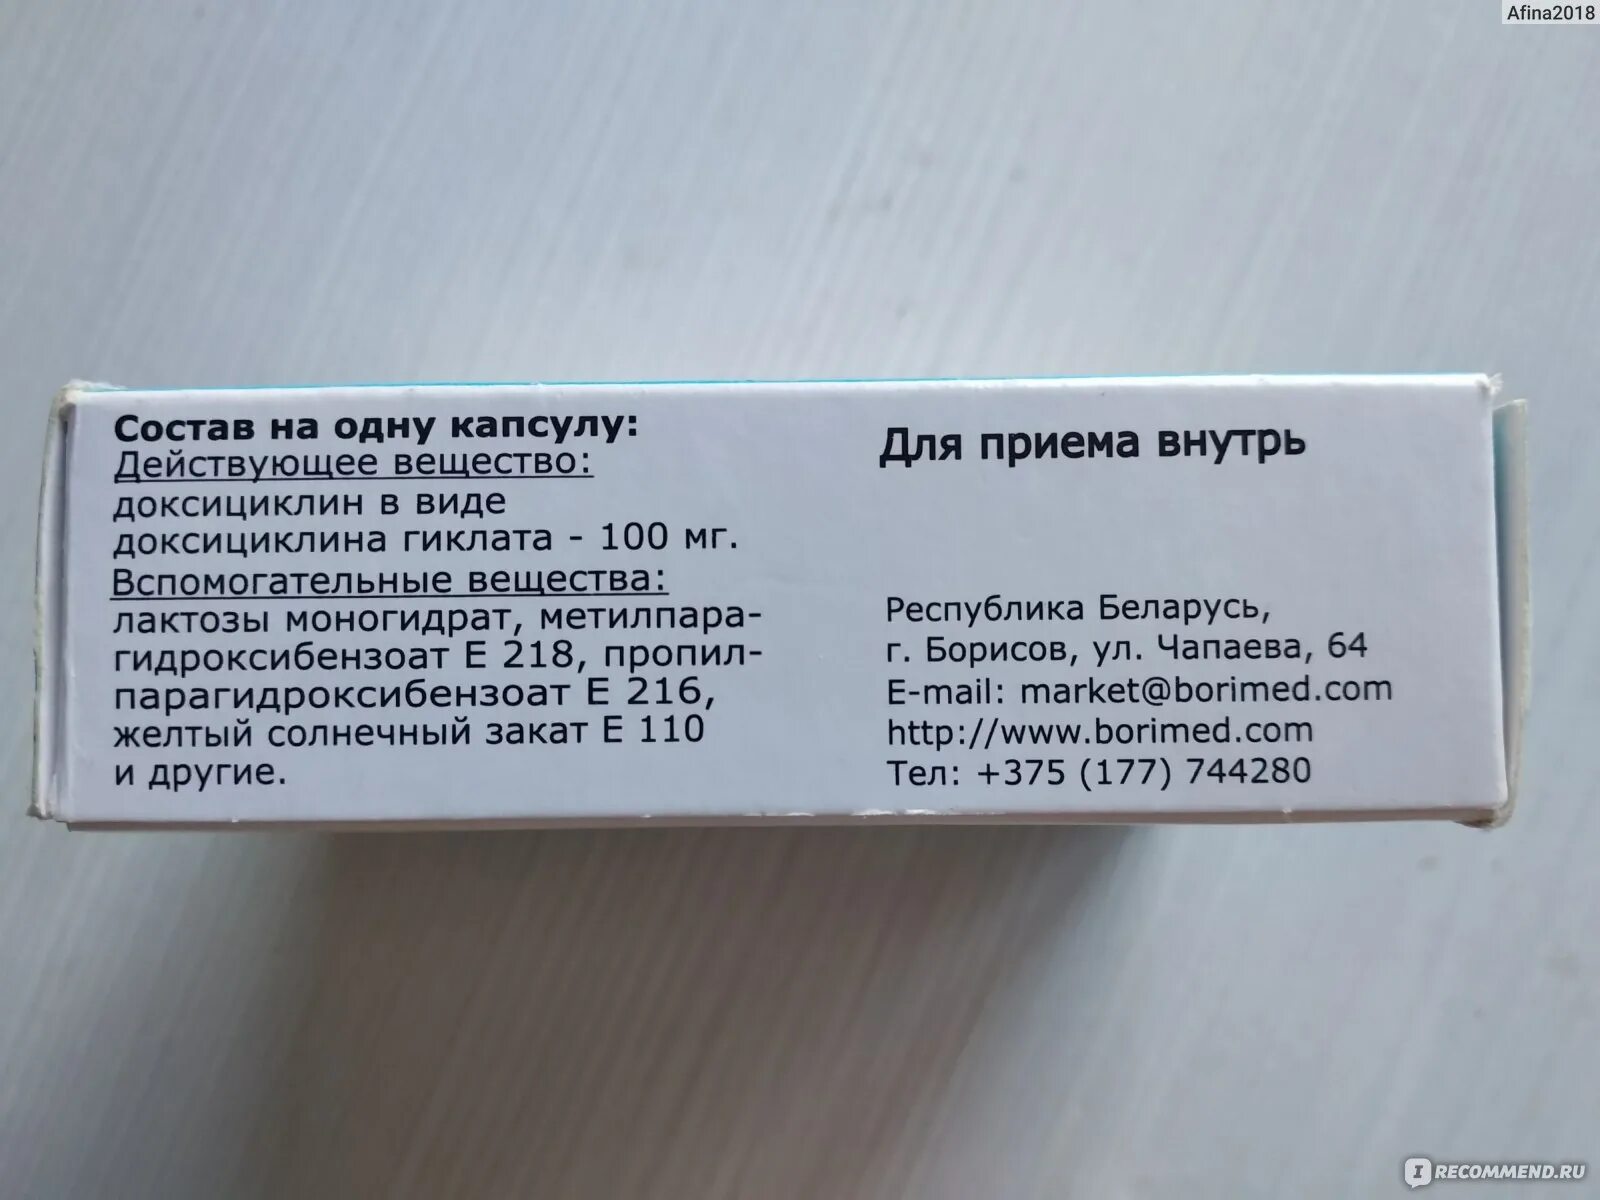 Afina2018
Состав на одну капсулу:
Действующее вещество:
доксициклин в виде
доксициклина гиклата - 100 мг.
Вспомогательные вещества:
лактозы моногидрат, метилпара-
гидроксибензоат Е 218, пропил-
парагидроксибензоат Е 216,
желтый солнечный закат Е 110
и другие.
Для приема внутрь
Республика Беларусь,
г. Борисов, ул. Чапаева, 64
E-mail: market@borimed.com
http://www.borimed.com
Тел: +375 (177) 744280
IRECOMMEND.RU